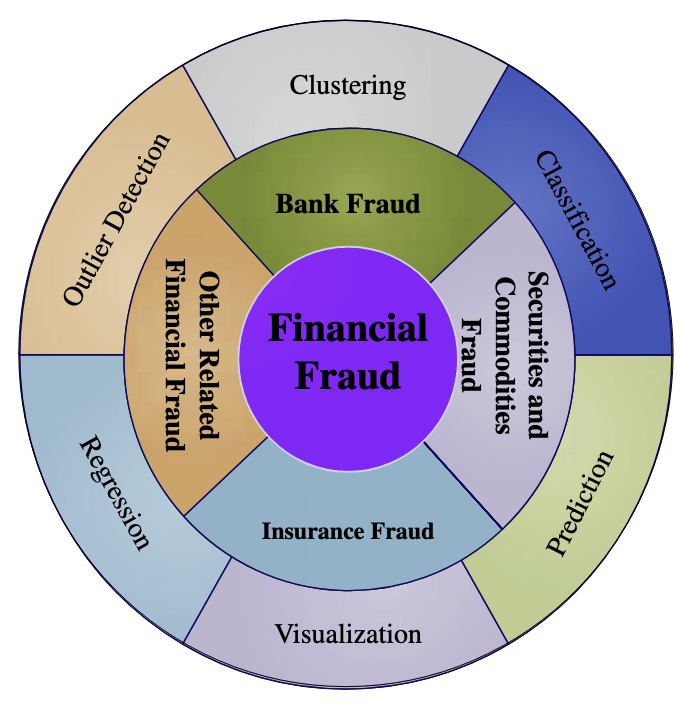 Clustering
Classification
Prediction
Visualization
Regression
Outlier Detection
Bank Fraud
Securities and
Commodities
Fraud
Insurance Fraud
Other Related
Financial Fraud
Financial
Fraud